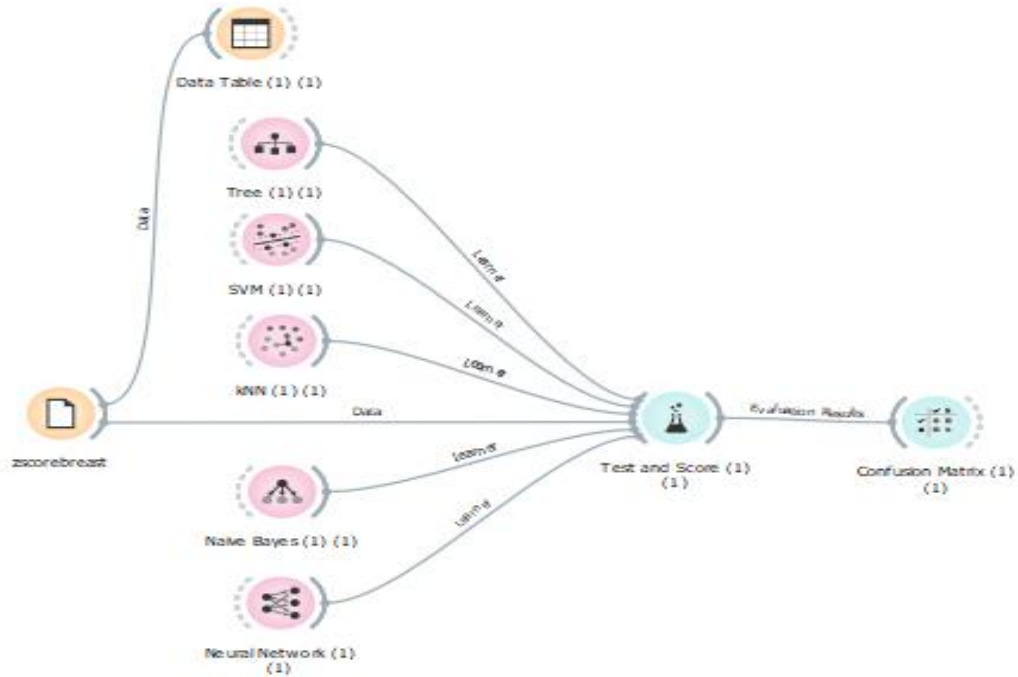 Data Table (1) (1)
Data
Tree (1) (1)
Learner
SVM (1) (1)
Learner
kNN (1) (1)
Learner
Data
Evaluation Results
zscorebreast
Learner
Test and Score (1)
(1)
Confusion Matrix (1)
(1)
Learner
Naive Bayes (1) (1)
Neural Network (1)
(1)